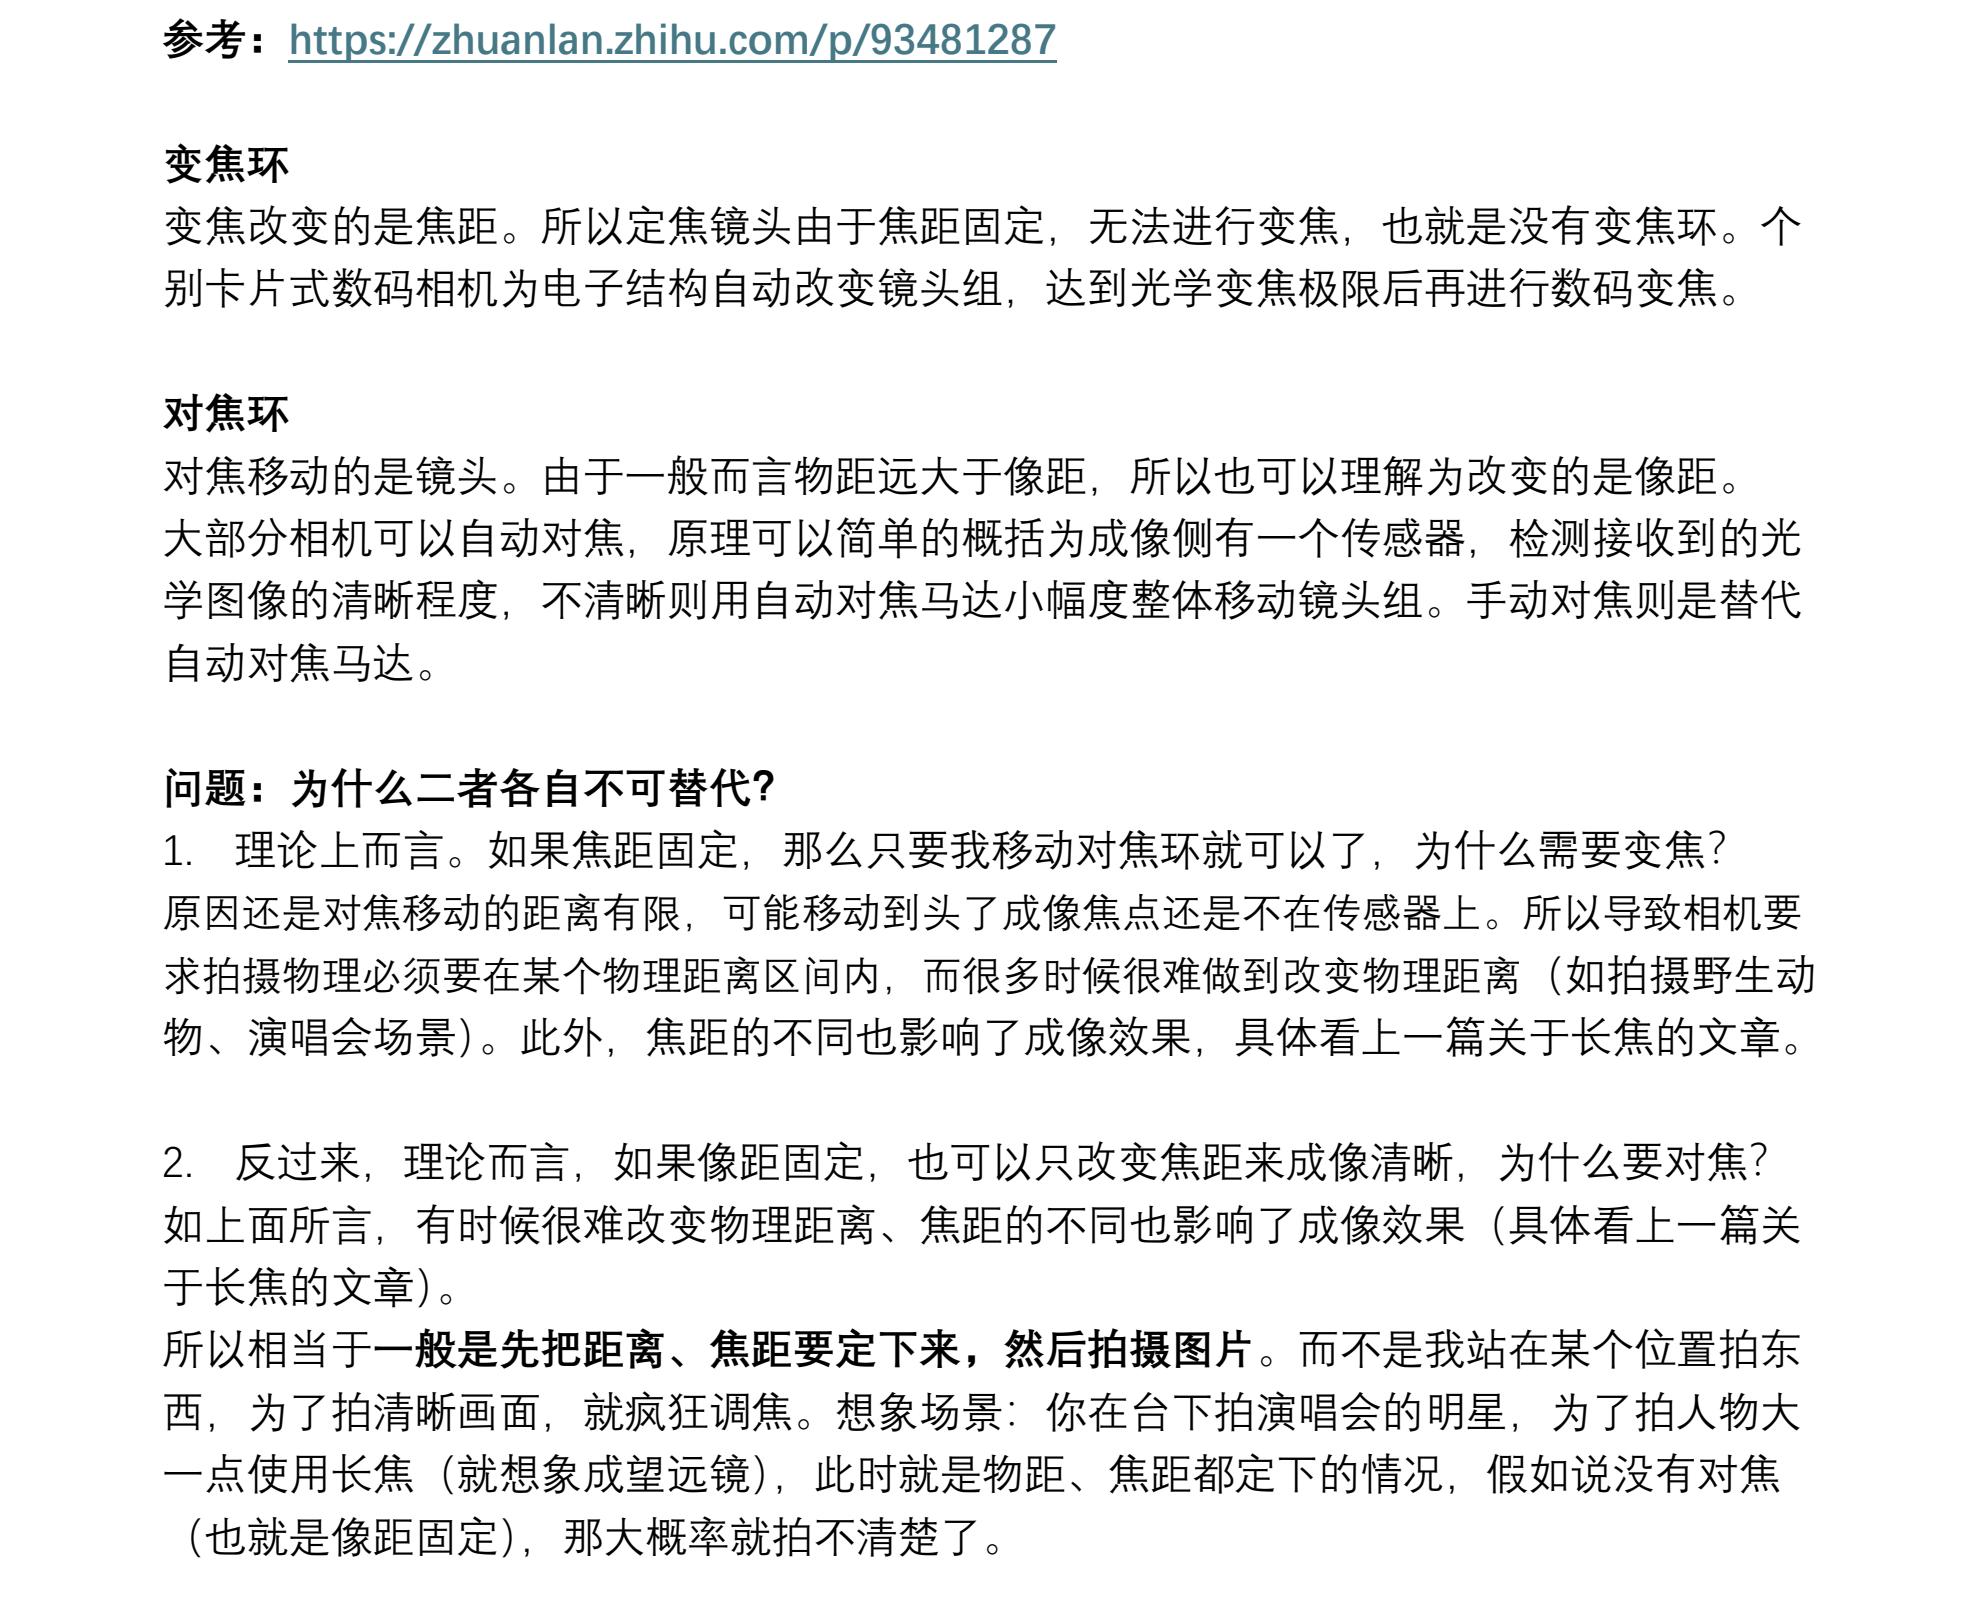 参考：https://zhuanlan.zhihu.com/p/93481287
变焦环
变焦改变的是焦距。所以定焦镜头由于焦距固定，无法进行变焦，也就是没有变焦环。个
别卡片式数码相机为电子结构自动改变镜头组，达到光学变焦极限后再进行数码变焦。
对焦环
对焦移动的是镜头。由于一般而言物距远大于像距，所以也可以理解为改变的是像距。
大部分相机可以自动对焦，原理可以简单的概括为成像侧有一个传感器，检测接收到的光
学图像的清晰程度，不清晰则用自动对焦马达小幅度整体移动镜头组。手动对焦则是替代
自动对焦马达。
问题：为什么二者各自不可替代?
1. 理论上而言。如果焦距固定，那么只要我移动对焦环就可以了，为什么需要变焦？
原因还是对焦移动的距离有限，可能移动到头了成像焦点还是不在传感器上。所以导致相机要
求拍摄物理必须要在某个物理距离区间内，而很多时候很难做到改变物理距离（如拍摄野生动
物、演唱会场景）。此外，焦距的不同也影响了成像效果，具体看上一篇关于长焦的文章。
2. 反过来，理论而言，如果像距固定，也可以只改变焦距来成像清晰，为什么要对焦？
如上面所言，有时候很难改变物理距离、焦距的不同也影响了成像效果（具体看上一篇关
于长焦的文章）。
所以相当于一般是先把距离、焦距要定下来，然后拍摄图片。而不是我站在某个位置拍东
西，为了拍清晰画面，就疯狂调焦。想象场景：你在台下拍演唱会的明星，为了拍人物大
一点使用长焦（就想象成望远镜），此时就是物距、焦距都定下的情况，假如说没有对焦
（也就是像距固定），那大概率就拍不清楚了。